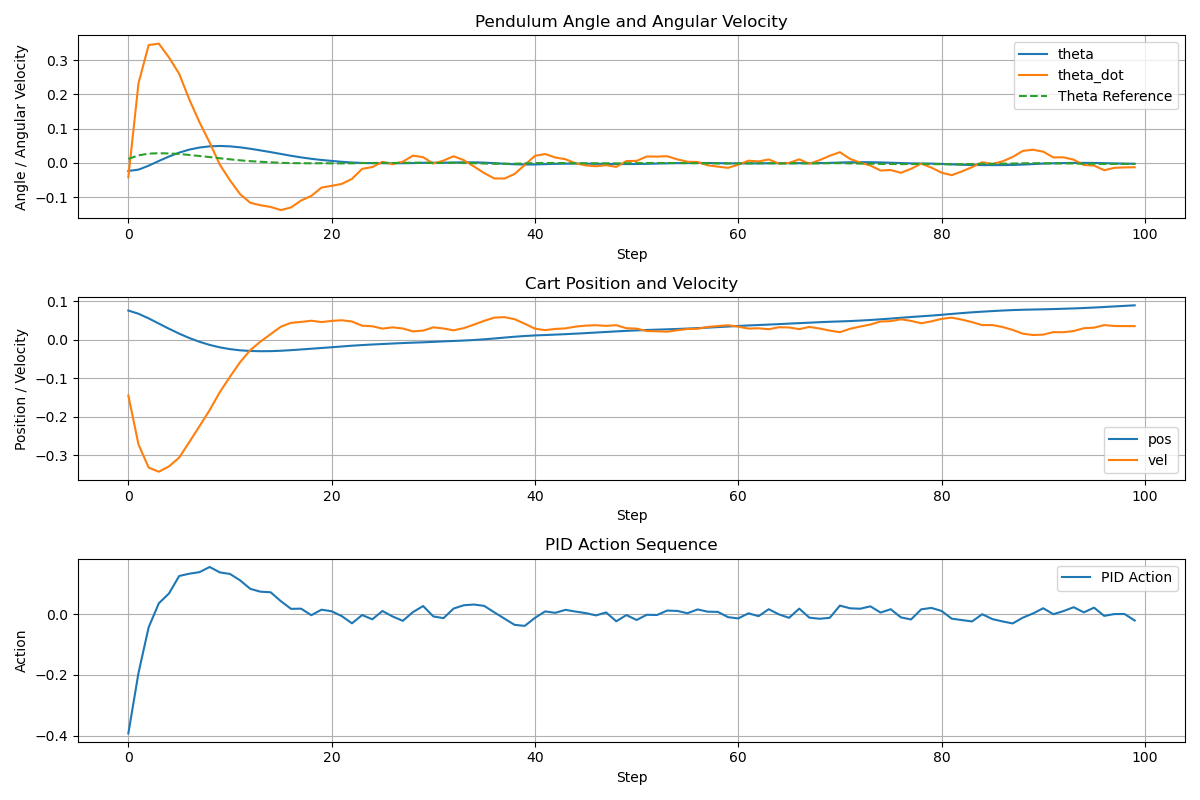 Pendulum Angle and Angular Velocity
Angle / Angular Velocity
0.3
0.2
0.1
0.0
−0.1
theta
theta_dot
Theta Reference
0 20 40 60 80 100
Step
Cart Position and Velocity
Position / Velocity
0.1
0.0
−0.1
−0.2
−0.3
pos
vel
0 20 40 60 80 100
Step
PID Action Sequence
Action
0.0
−0.2
−0.4
PID Action
0 20 40 60 80 100
Step